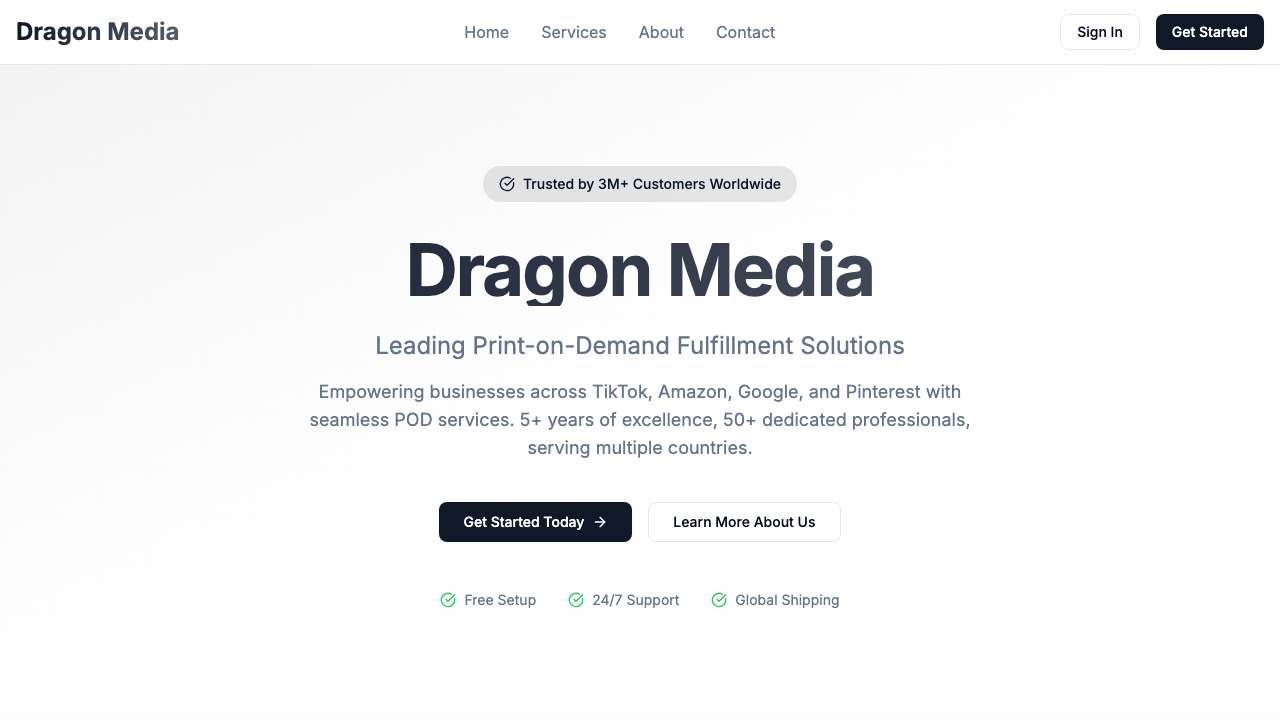 Dragon Media
Home
Services
About
Contact
Sign In
Get Started
Trusted by 3M+ Customers Worldwide
Dragon Media
Leading Print-on-Demand Fulfillment Solutions
Empowering businesses across TikTok, Amazon, Google, and Pinterest with
seamless POD services. 5+ years of excellence, 50+ dedicated professionals,
serving multiple countries.
Get Started Today
Learn More About Us
Free Setup
24/7 Support
Global Shipping